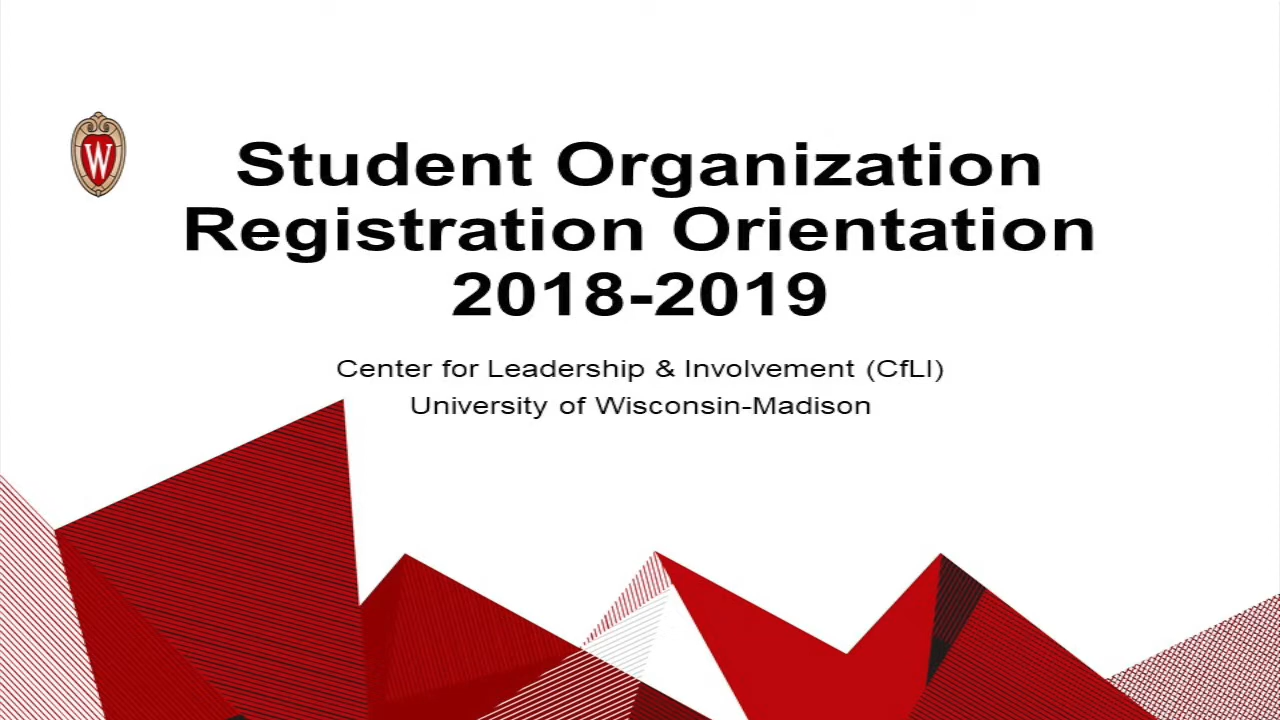 W
Student Organization
Registration Orientation
2018-2019
Center for Leadership & Involvement (CfLI)
University of Wisconsin-Madison